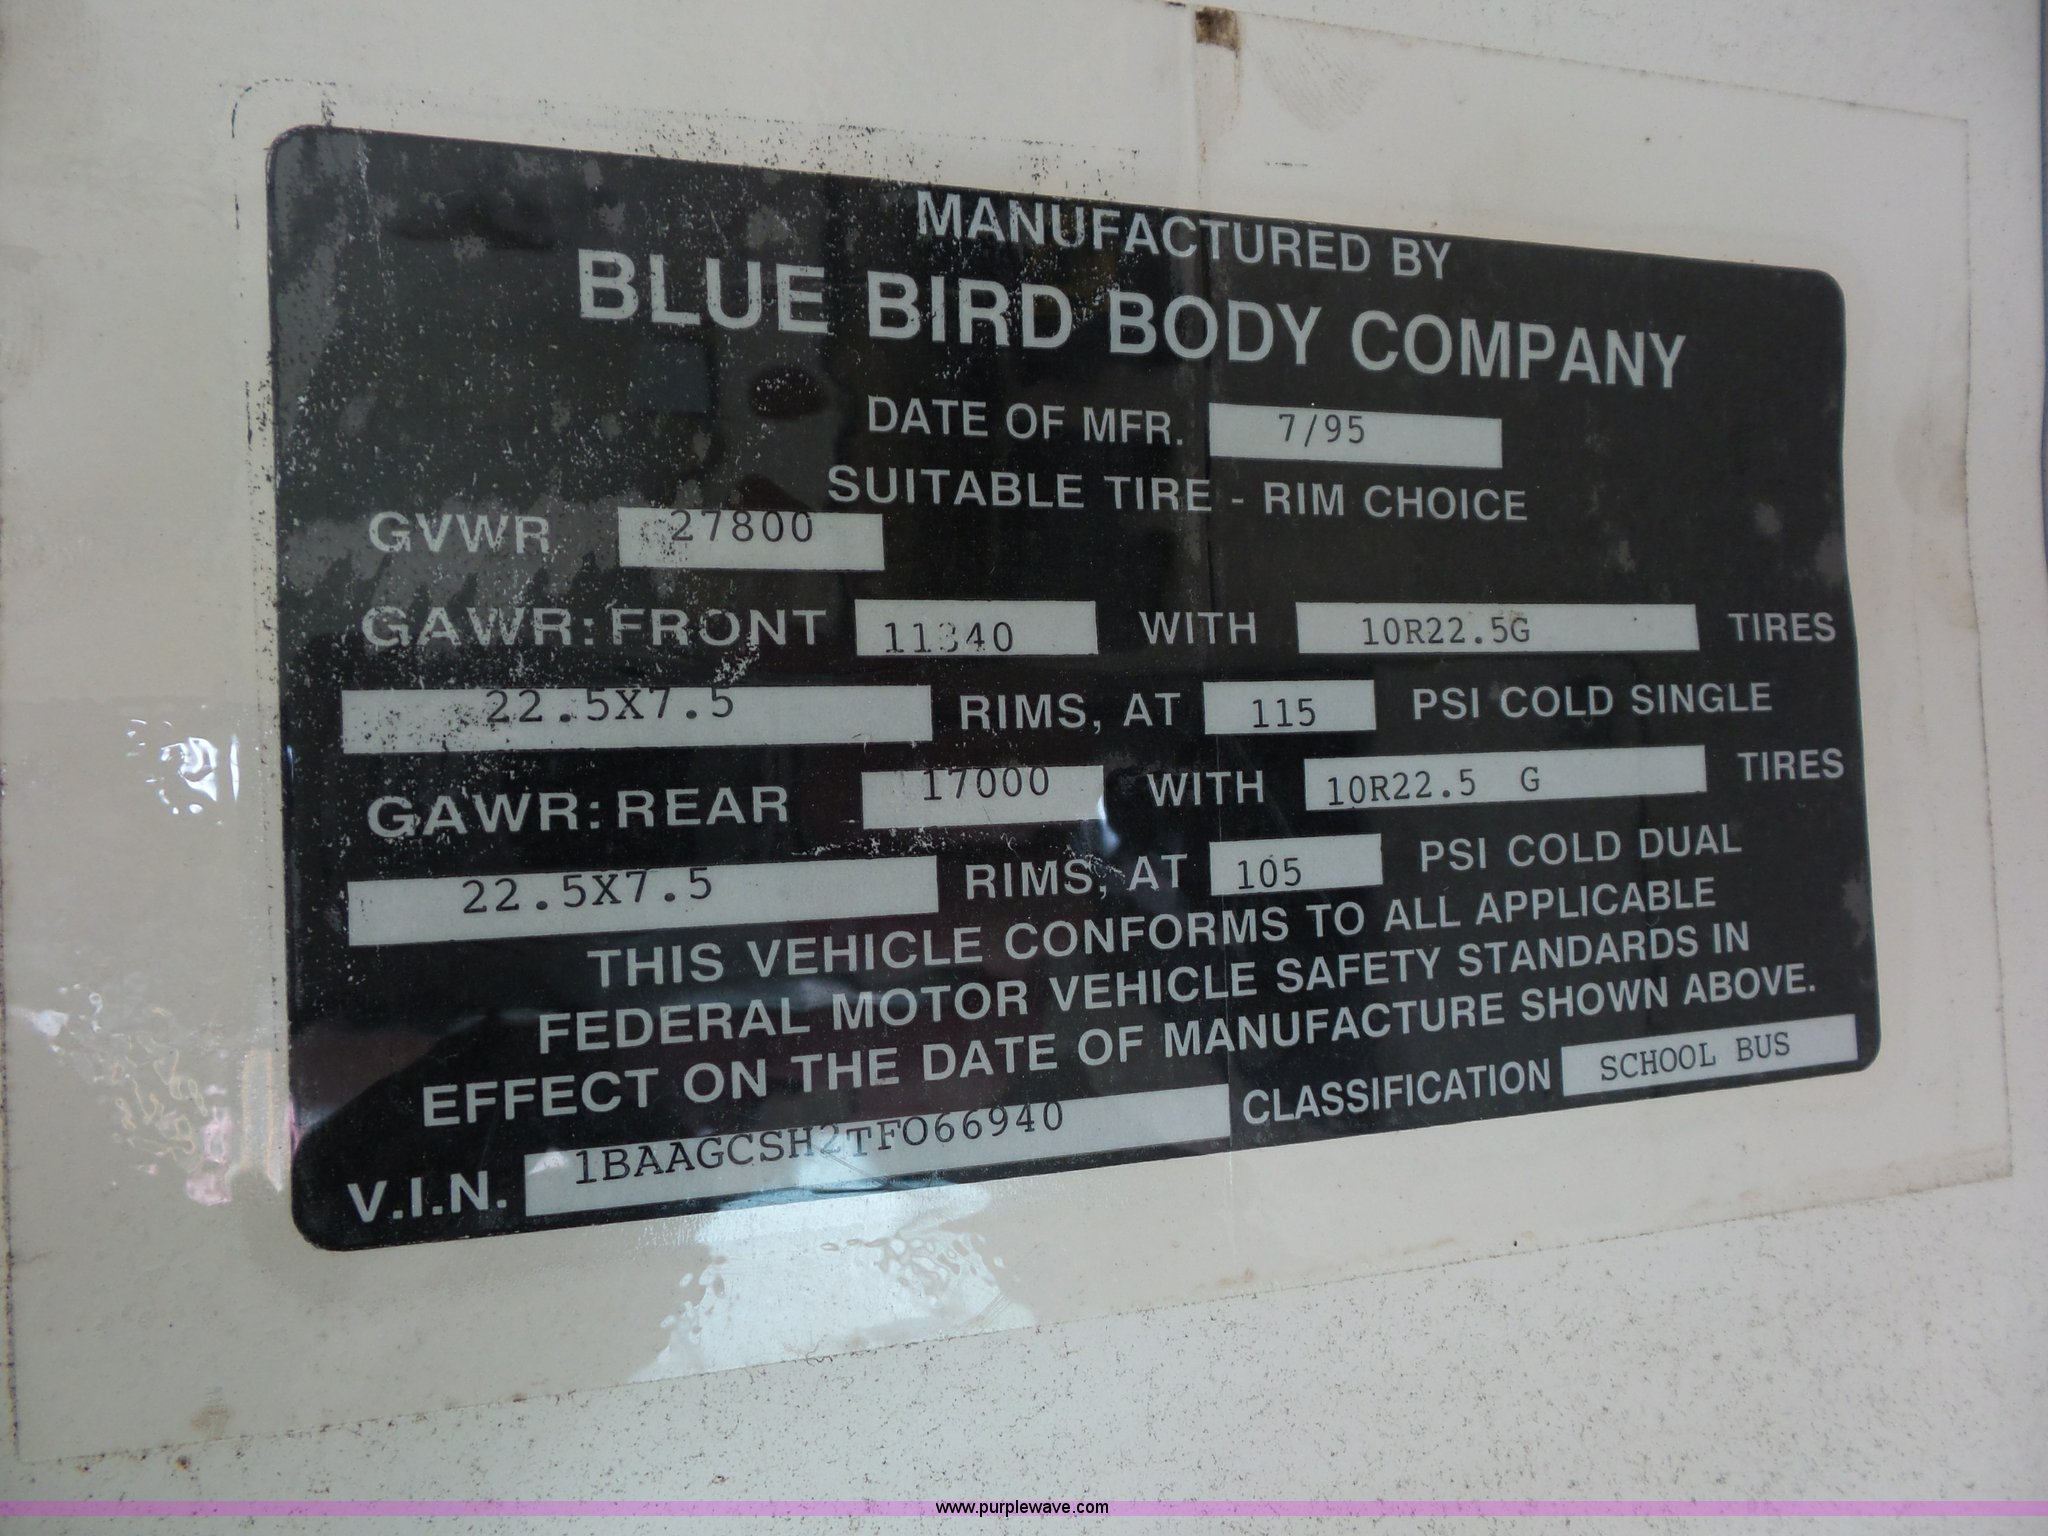 MANUFACTURED BY
BLUE BIRD BODY COMPANY
DATE OF MFR. 7/95
SUITABLE TIRE - RIM CHOICE
GVWR 27800
GAWR: FRONT 11340 WITH 10R22.5G TIRES
22.5X7.5 RIMS, AT 115 PSI COLD SINGLE
GAWR: REAR 17000 WITH 10R22.5 G TIRES
22.5X7.5 RIMS, AT 105 PSI COLD DUAL
THIS VEHICLE CONFORMS TO ALL APPLICABLE
FEDERAL MOTOR VEHICLE SAFETY STANDARDS IN
EFFECT ON THE DATE OF MANUFACTURE SHOWN ABOVE.
V.I.N. 1BAAGCSH2TFO66940 CLASSIFICATION SCHOOL BUS
www.purplewave.com